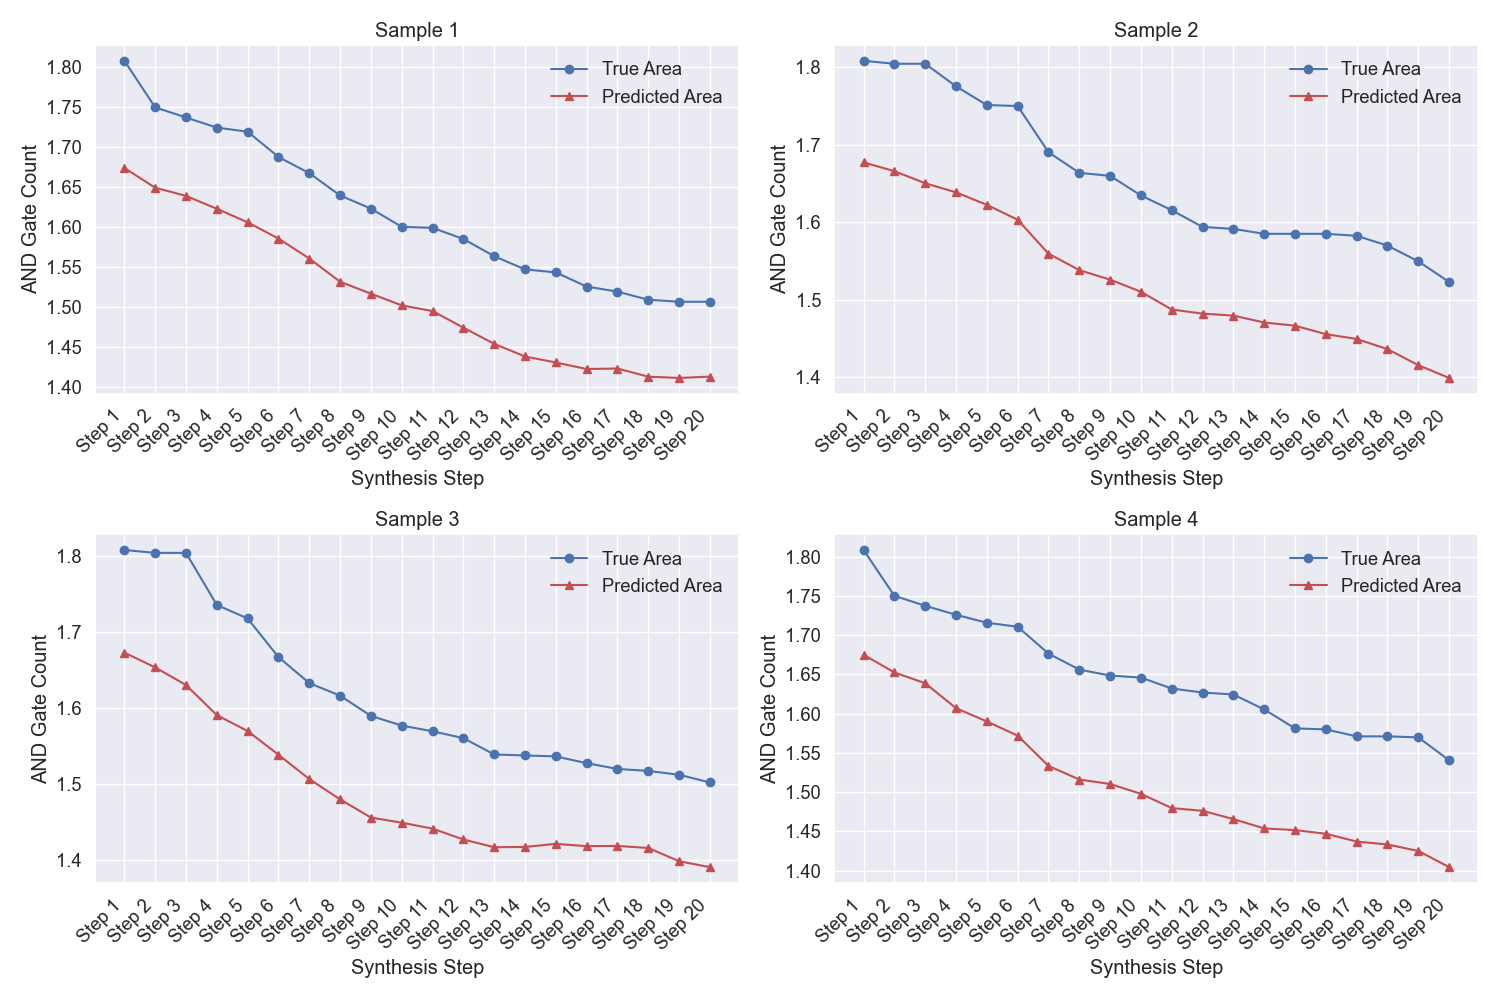 Sample 1
True Area
Predicted Area
1.80
1.75
1.70
1.65
1.60
1.55
1.50
1.45
1.40
AND Gate Count
Step 1
Step 2
Step 3
Step 4
Step 5
Step 6
Step 7
Step 8
Step 9
Step 10
Step 11
Step 12
Step 13
Step 14
Step 15
Step 16
Step 17
Step 18
Step 19
Step 20
Synthesis Step
Sample 2
True Area
Predicted Area
1.8
1.7
1.6
1.5
1.4
AND Gate Count
Step 1
Step 2
Step 3
Step 4
Step 5
Step 6
Step 7
Step 8
Step 9
Step 10
Step 11
Step 12
Step 13
Step 14
Step 15
Step 16
Step 17
Step 18
Step 19
Step 20
Synthesis Step
Sample 3
True Area
Predicted Area
1.8
1.7
1.6
1.5
1.4
AND Gate Count
Step 1
Step 2
Step 3
Step 4
Step 5
Step 6
Step 7
Step 8
Step 9
Step 10
Step 11
Step 12
Step 13
Step 14
Step 15
Step 16
Step 17
Step 18
Step 19
Step 20
Synthesis Step
Sample 4
True Area
Predicted Area
1.80
1.75
1.70
1.65
1.60
1.55
1.50
1.45
1.40
AND Gate Count
Step 1
Step 2
Step 3
Step 4
Step 5
Step 6
Step 7
Step 8
Step 9
Step 10
Step 11
Step 12
Step 13
Step 14
Step 15
Step 16
Step 17
Step 18
Step 19
Step 20
Synthesis Step